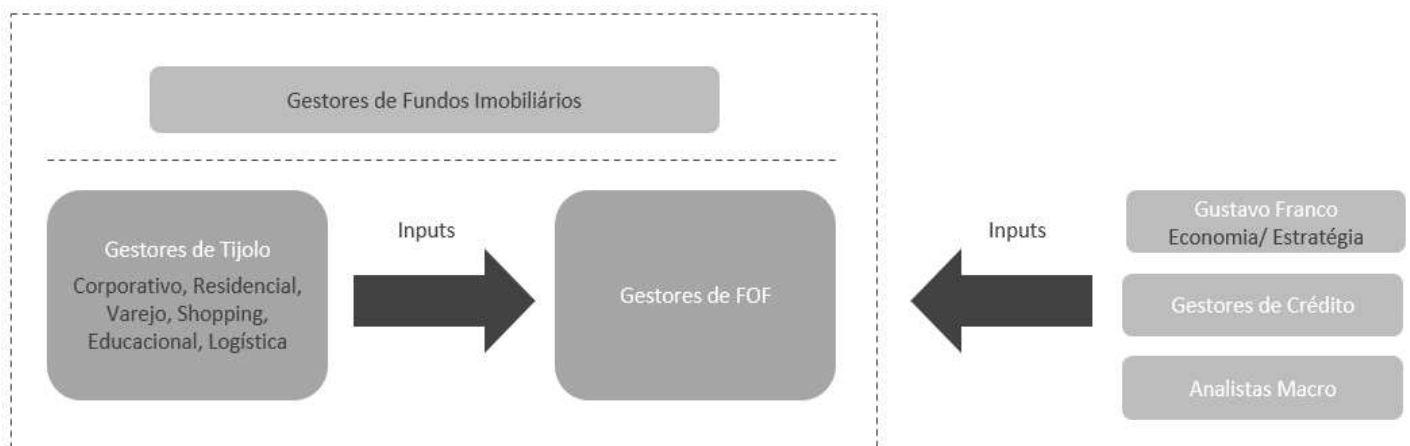 Gestores de Fundos Imobiliários
Gestores de Tijolo
Corporativo, Residencial,
Varejo, Shopping,
Educacional, Logística
Inputs
Gestores de FOF
Inputs
Gustavo Franco
Economia/ Estratégia
Gestores de Crédito
Analistas Macro